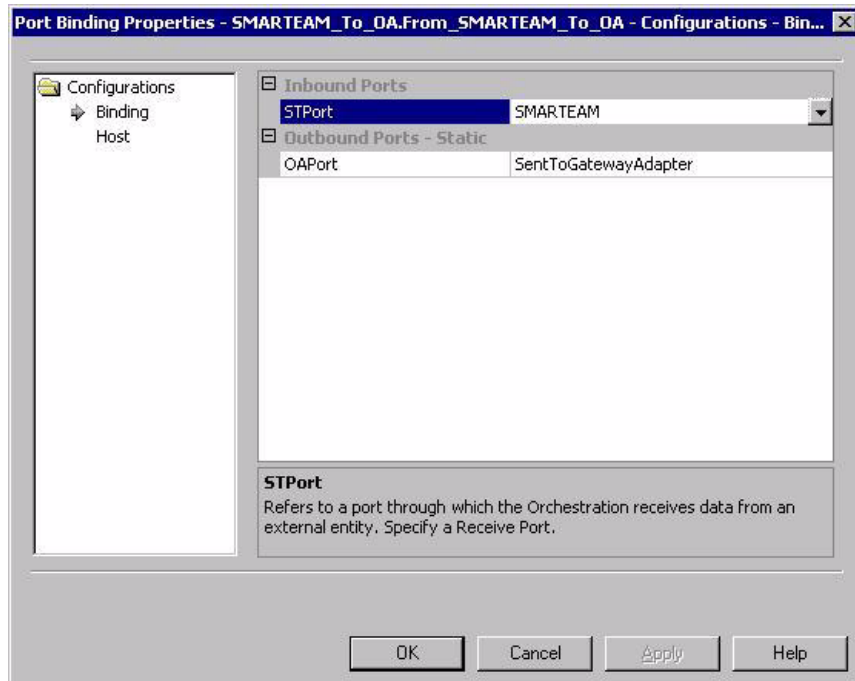 Port Binding Properties - SMARTEAM_To_OA.From_SMARTEAM_To_OA - Configurations - Bin...
Configurations
Binding
Host
Inbound Ports
STPort SMARTEAM
Outbound Ports - Static
OAPort SentToGatewayAdapter
STPort
Refers to a port through which the Orchestration receives data from an
external entity. Specify a Receive Port.
OK Cancel Apply Help